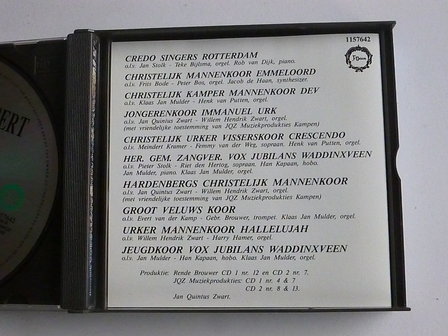 1157642
CREDO SINGERS ROTTERDAM
o.l.v. Jan Stolk - Teke Bijlsma, orgel. Rob van Dijk, piano.
CHRISTELIJK MANNENKOOR EMMELOORD
o.l.v. Frits Bode - Peter Bos, orgel. Jacob de Haan, synthesizer.
CHRISTELIJK KAMPER MANNENKOOR DEV
o.l.v. Klaas Jan Mulder - Henk van Putten, orgel.
JONGERENKOOR IMMANUEL URK
o.l.v. Jan Quintus Zwart - Willem Hendrik Zwart, orgel.
(met vriendelijke toestemming van JQZ Muziekprodukties Kampen)
CHRISTELIJK URKER VISSERSKOOR CRESCENDO
o.l.v. Meindert Kramer - Femmy van der Weg, sopraan. Henk van Putten, orgel.
HER. GEM. ZANGVER. VOX JUBILANS WADDINXVEEN
o.l.v. Pieter Stolk - Riet den Hertog, sopraan. Han Kapaan, hobo.
Jan Mulder, piano. Klaas Jan Mulder, orgel.
HARDENBERGS CHRISTELIJK MANNENKOOR
o.l.v. Jan Quintus Zwart - Willem Hendrik Zwart, orgel.
(met vriendelijke toestemming van JQZ Muziekprodukties Kampen)
GROOT VELUWS KOOR
o.l.v. Evert van der Kamp - Gebr. Brouwer, trompet. Klaas Jan Mulder, orgel.
URKER MANNENKOOR HALLELUJAH
o.l.v. Willem Hendrik Zwart - Harry Hamer, orgel.
JEUGDKOOR VOX JUBILANS WADDINXVEEN
o.l.v. Jan Mulder - Han Kapaan, hobo. Klaas Jan Mulder, orgel.
Produktie: Rende Brouwer CD 1 nr. 12 en CD 2 nr. 7.
JQZ Muziekprodukties: CD 1 nr. 4 & 7
CD 2 nr. 8 & 13.
Jan Quintus Zwart.